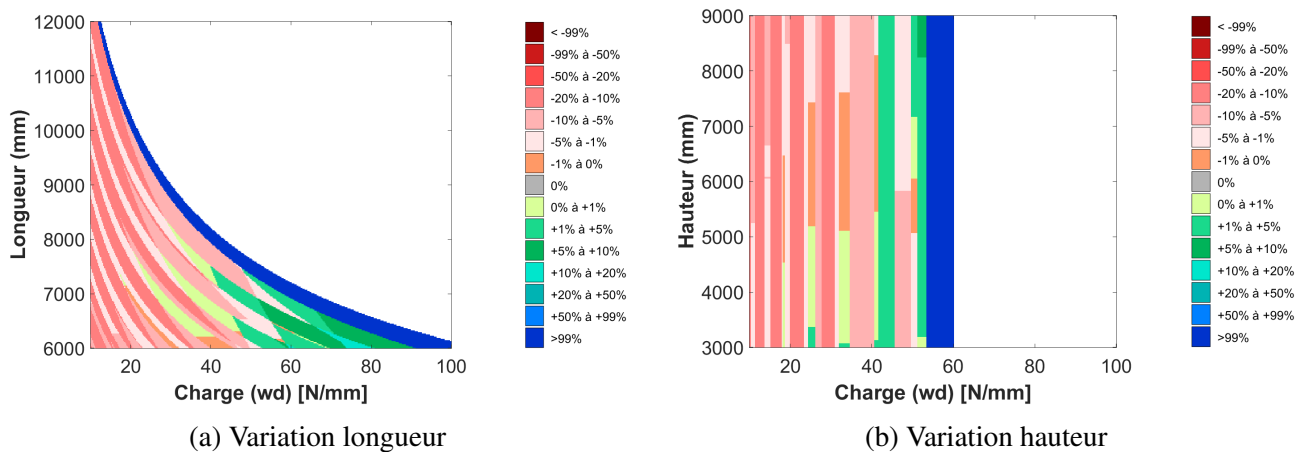 12000
11000
10000
9000
8000
7000
6000
Longueur (mm)
20 40 60 80 100
Charge (wd) [N/mm]
< -99%
-99% à -50%
-50% à -20%
-20% à -10%
-10% à -5%
-5% à -1%
-1% à 0%
0%
0% à +1%
+1% à +5%
+5% à +10%
+10% à +20%
+20% à +50%
+50% à +99%
>99%
(a) Variation longueur
9000
8000
7000
6000
5000
4000
3000
Hauteur (mm)
20 40 60 80 100
Charge (wd) [N/mm]
< -99%
-99% à -50%
-50% à -20%
-20% à -10%
-10% à -5%
-5% à -1%
-1% à 0%
0%
0% à +1%
+1% à +5%
+5% à +10%
+10% à +20%
+20% à +50%
+50% à +99%
>99%
(b) Variation hauteur